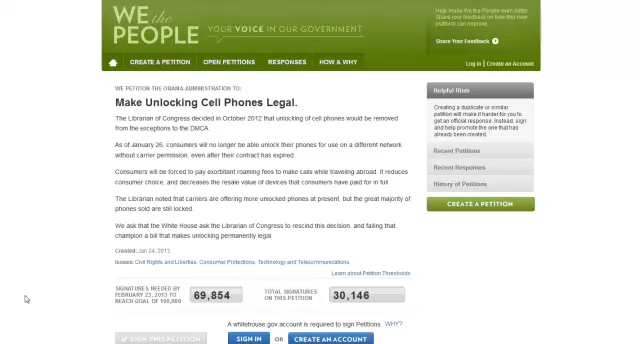 WE the
PEOPLE
YOUR VOICE IN OUR GOVERNMENT
Help make We the People even better.
Share your feedback on how this new
platform can improve.
Share Your Feedback
CREATE A PETITION OPEN PETITIONS RESPONSES HOW & WHY
Log in | Create an Account
WE PETITION THE OBAMA ADMINISTRATION TO:
Make Unlocking Cell Phones Legal.
The Librarian of Congress decided in October 2012 that unlocking of cell phones would be removed
from the exceptions to the DMCA.
As of January 26, consumers will no longer be able unlock their phones for use on a different network
without carrier permission, even after their contract has expired.
Consumers will be forced to pay exorbitant roaming fees to make calls while traveling abroad. It reduces
consumer choice, and decreases the resale value of devices that consumers have paid for in full.
The Librarian noted that carriers are offering more unlocked phones at present, but the great majority of
phones sold are still locked.
We ask that the White House ask the Librarian of Congress to rescind this decision, and failing that
champion a bill that makes unlocking permanently legal.
Created: Jan 24, 2013
Issues: Civil Rights and Liberties, Consumer Protections, Technology and Telecommunications
Learn about Petition Thresholds
SIGNATURES NEEDED BY
FEBRUARY 23, 2013 TO
REACH GOAL OF 100,000
69,854
TOTAL SIGNATURES
ON THIS PETITION
30,146
A whitehouse.gov account is required to sign Petitions. WHY?
SIGN THIS PETITION
SIGN IN OR CREATE AN ACCOUNT
Helpful Hints
Creating a duplicate or similar
petition will make it harder for you to
get an official response. Instead, sign
and help promote the one that has
already been created.
Recent Petitions
Recent Responses
History of Petitions
CREATE A PETITION